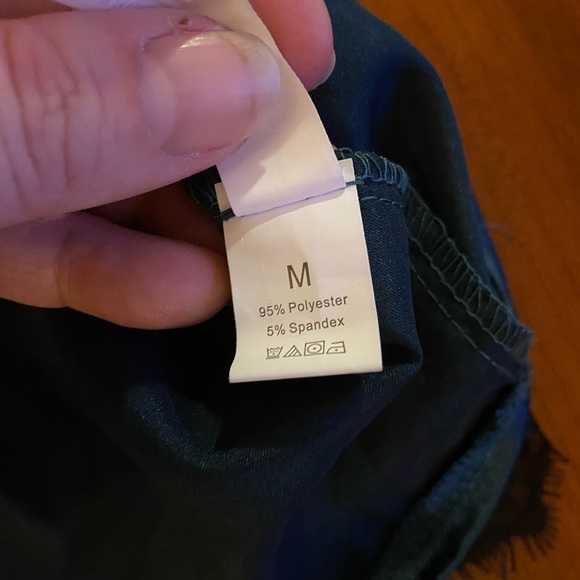 M
95% Polyester
5% Spandex